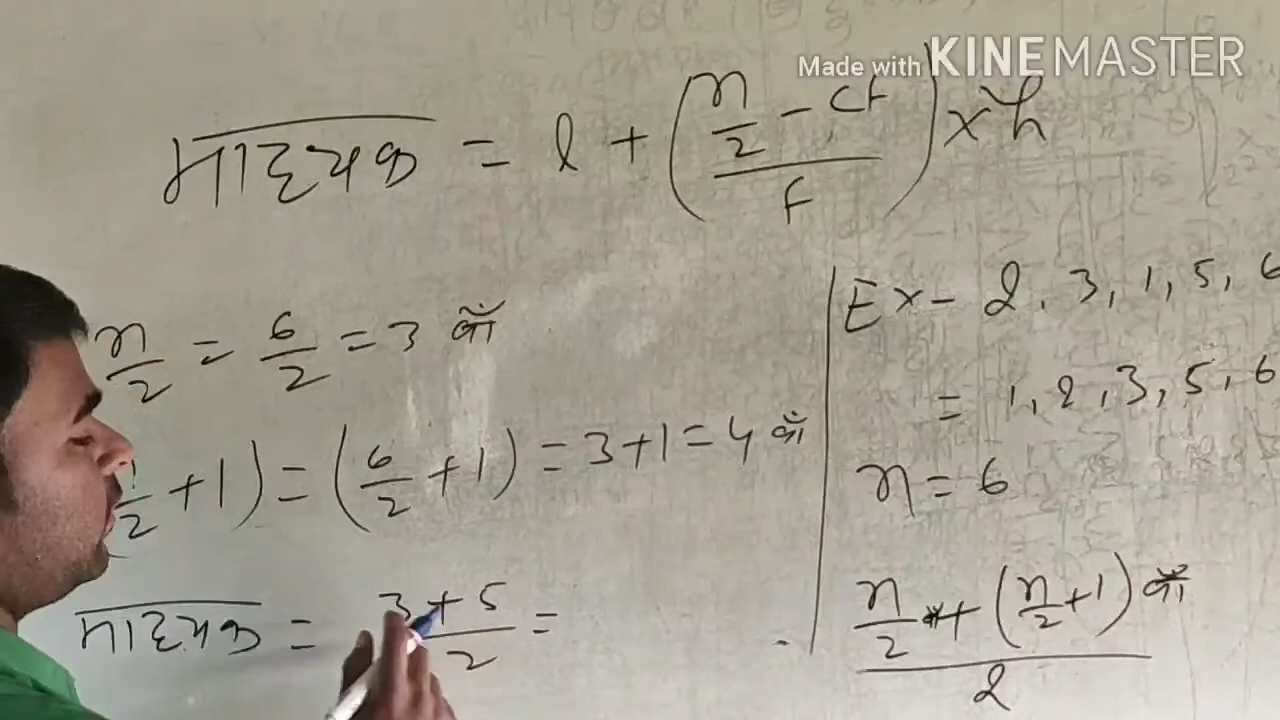 Made with KINEMASTER
माध्यक = l + ((n/2 - cf)/f) × h
n/2 = 6/2 = 3 वाँ
(n/2 + 1) = (6/2 + 1) = 3+1 = 4 वाँ
माध्यक = (3+5)/2 =
Ex- 2, 3, 1, 5, 6
= 1, 2, 3, 5, 6
n = 6
(n/2 + (n/2+1) वाँ)/2